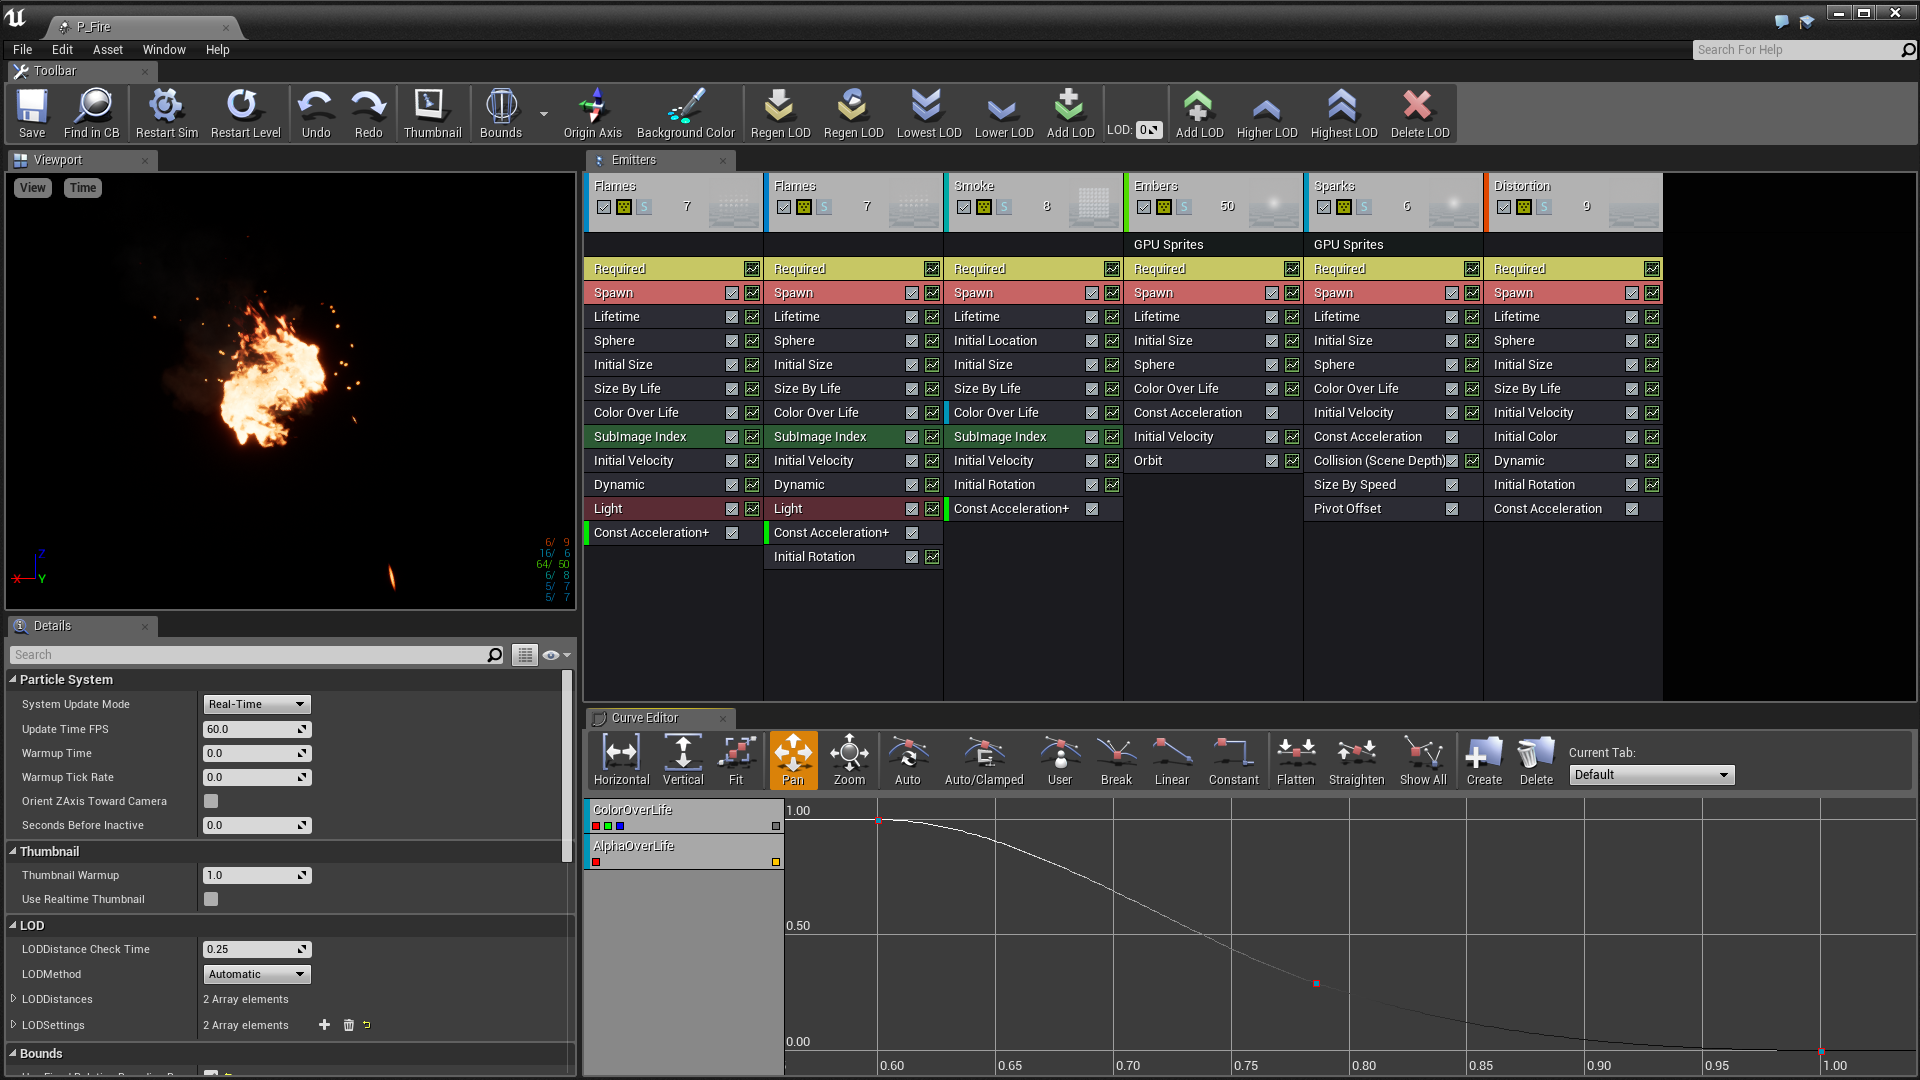 P_Fire
File Edit Asset Window Help
Search For Help
Toolbar
Save Find in CB Restart Sim Restart Level Undo Redo Thumbnail Bounds Origin Axis Background Color Regen LOD Regen LOD Lowest LOD Lower LOD Add LOD LOD: 0 Add LOD Higher LOD Highest LOD Delete LOD
Viewport
View Time
Z
X Y
6/ 9
16/ 6
64/ 50
6/ 8
5/ 7
5/ 7
Emitters
Flames Flames Smoke Embers Sparks Distortion
S 7 S 7 S 8 S 50 S 6 S 9
GPU Sprites GPU Sprites
Required Required Required Required Required Required
Spawn Spawn Spawn Spawn Spawn Spawn
Lifetime Lifetime Lifetime Lifetime Lifetime Lifetime
Sphere Sphere Initial Location Initial Size Initial Size Sphere
Initial Size Initial Size Initial Size Sphere Sphere Initial Size
Size By Life Size By Life Size By Life Color Over Life Color Over Life Size By Life
Color Over Life Color Over Life Color Over Life Const Acceleration Initial Velocity Initial Velocity
SubImage Index SubImage Index SubImage Index Initial Velocity Const Acceleration Initial Color
Initial Velocity Initial Velocity Initial Velocity Orbit Collision (Scene Depth) Dynamic
Dynamic Dynamic Initial Rotation Size By Speed Initial Rotation
Light Light Const Acceleration+ Pivot Offset Const Acceleration
Const Acceleration+ Const Acceleration+
Initial Rotation
Details
Search
Particle System
System Update Mode Real-Time
Update Time FPS 60.0
Warmup Time 0.0
Warmup Tick Rate 0.0
Orient ZAxis Toward Camera
Seconds Before Inactive 0.0
Thumbnail
Thumbnail Warmup 1.0
Use Realtime Thumbnail
LOD
LODDistance Check Time 0.25
LODMethod Automatic
LODDistances 2 Array elements
LODSettings 2 Array elements
Bounds
Curve Editor
Horizontal Vertical Fit Pan Zoom Auto Auto/Clamped User Break Linear Constant Flatten Straighten Show All Create Delete
Current Tab:
Default
ColorOverLife
AlphaOverLife
1.00
0.50
0.00
0.60 0.65 0.70 0.75 0.80 0.85 0.90 0.95 1.00